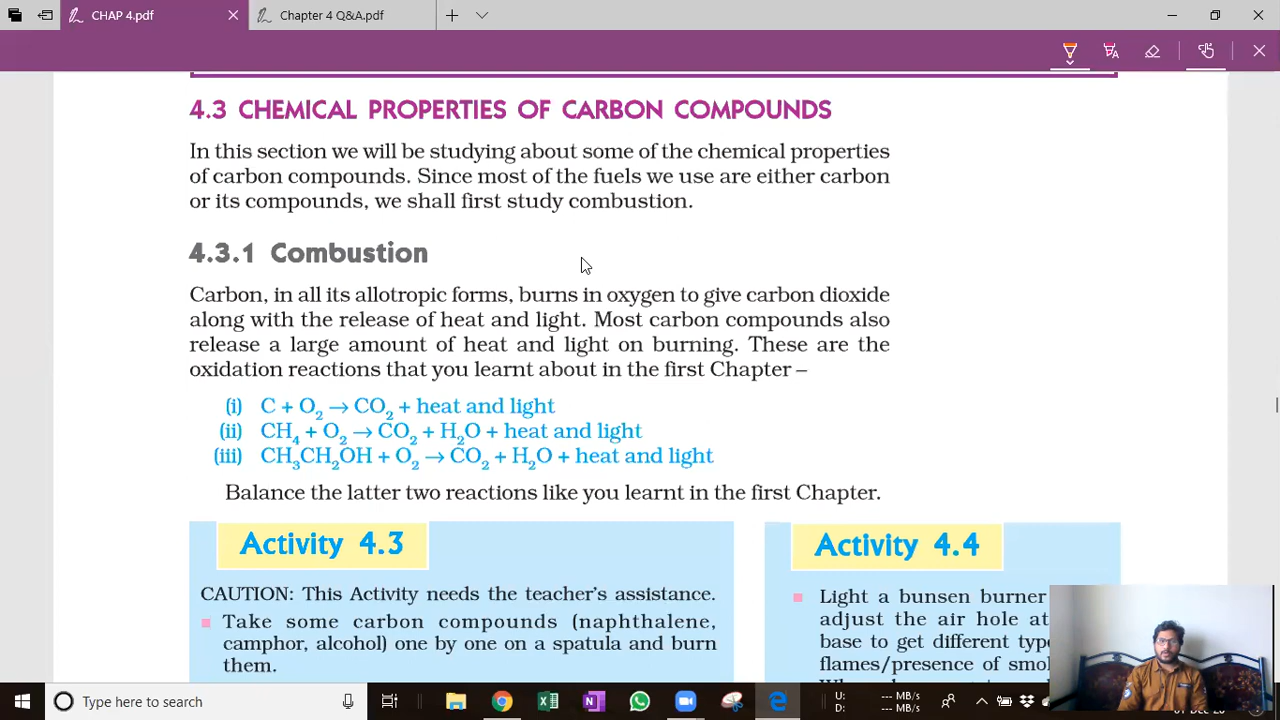 CHAP 4.pdf
Chapter 4 Q&A.pdf
4.3 CHEMICAL PROPERTIES OF CARBON COMPOUNDS
In this section we will be studying about some of the chemical properties
of carbon compounds. Since most of the fuels we use are either carbon
or its compounds, we shall first study combustion.
4.3.1 Combustion
Carbon, in all its allotropic forms, burns in oxygen to give carbon dioxide
along with the release of heat and light. Most carbon compounds also
release a large amount of heat and light on burning. These are the
oxidation reactions that you learnt about in the first Chapter –
(i) C + O₂ → CO₂ + heat and light
(ii) CH₄ + O₂ → CO₂ + H₂O + heat and light
(iii) CH₃CH₂OH + O₂ → CO₂ + H₂O + heat and light
Balance the latter two reactions like you learnt in the first Chapter.
Activity 4.3
CAUTION: This Activity needs the teacher's assistance.
Take some carbon compounds (naphthalene,
camphor, alcohol) one by one on a spatula and burn
them.
Activity 4.4
Light a bunsen burner
adjust the air hole at
base to get different
flames/presence of
Type here to search
U: --- MB/s
D: --- MB/s